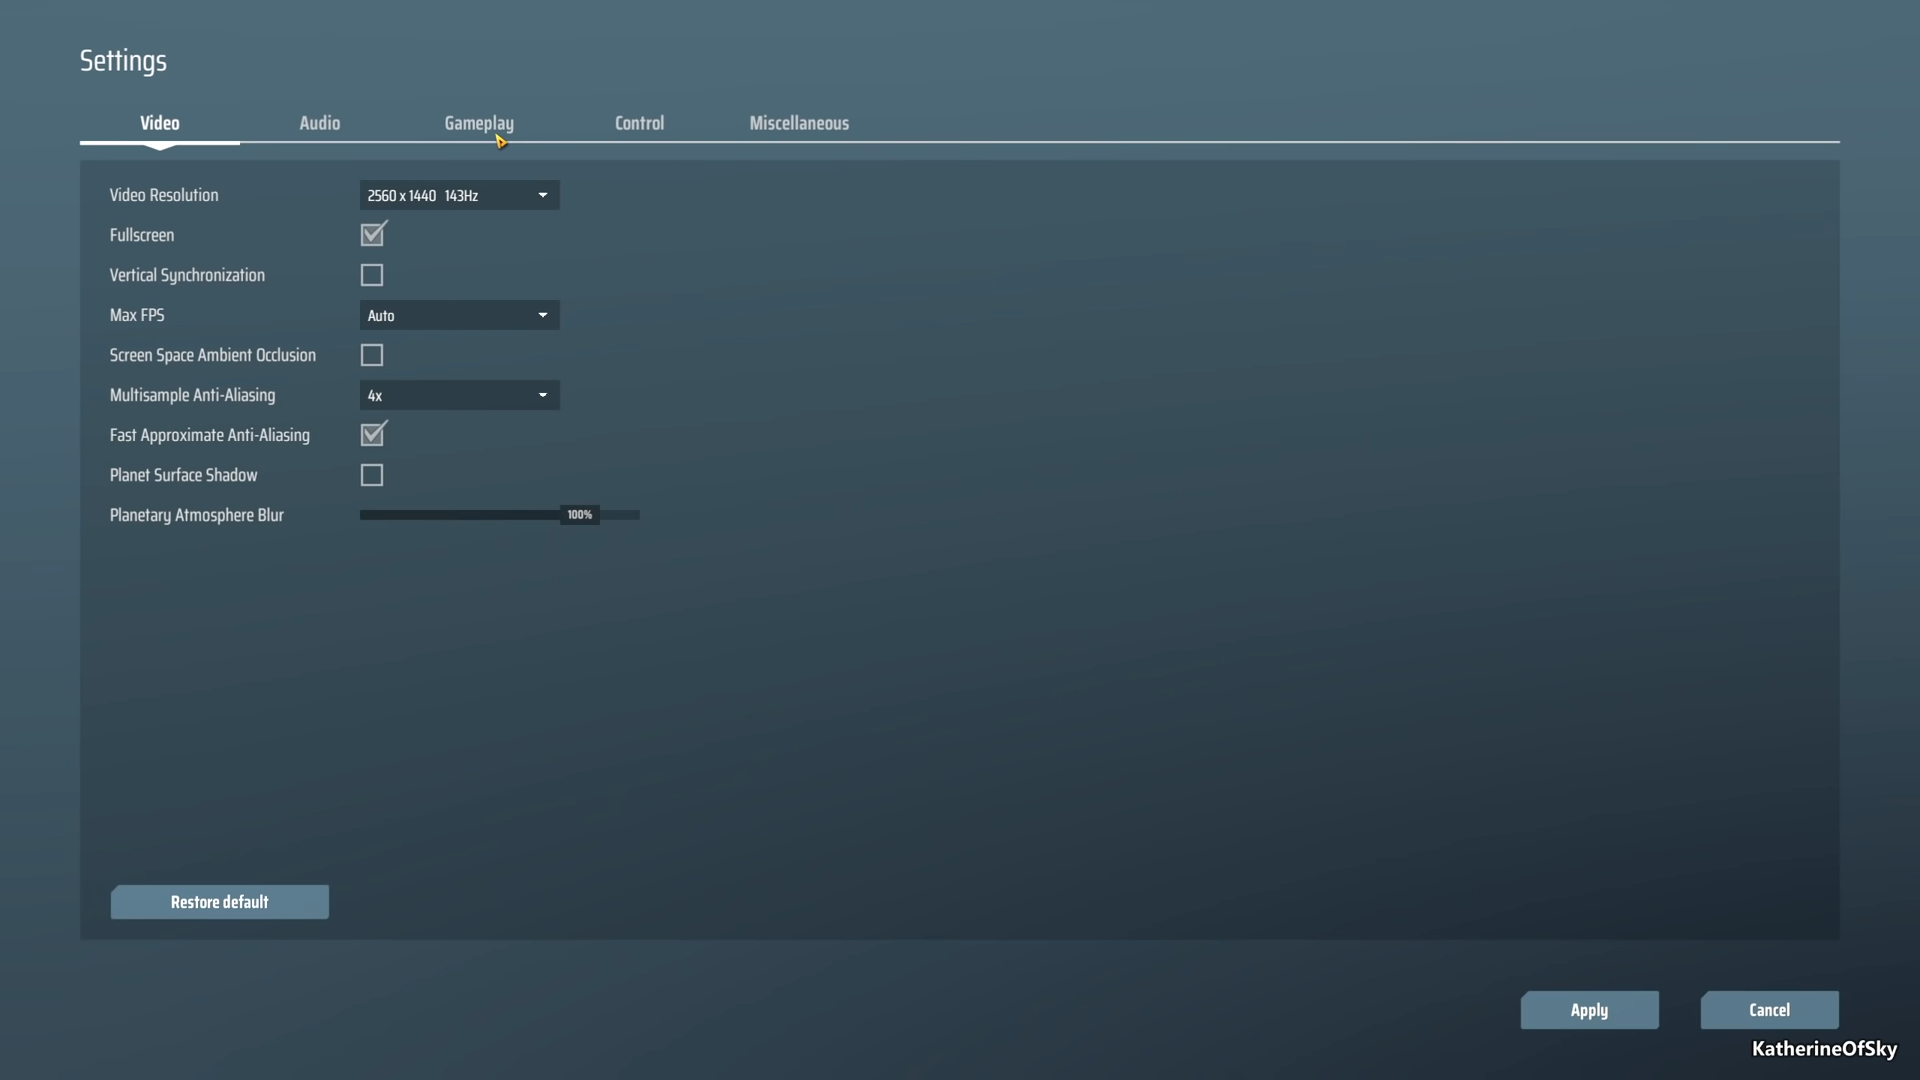 Settings
Video Audio Gameplay Control Miscellaneous
Video Resolution 2560 x 1440 143Hz
Fullscreen
Vertical Synchronization
Max FPS Auto
Screen Space Ambient Occlusion
Multisample Anti-Aliasing 4x
Fast Approximate Anti-Aliasing
Planet Surface Shadow
Planetary Atmosphere Blur 100%
Restore default
Apply Cancel
KatherineOfSky